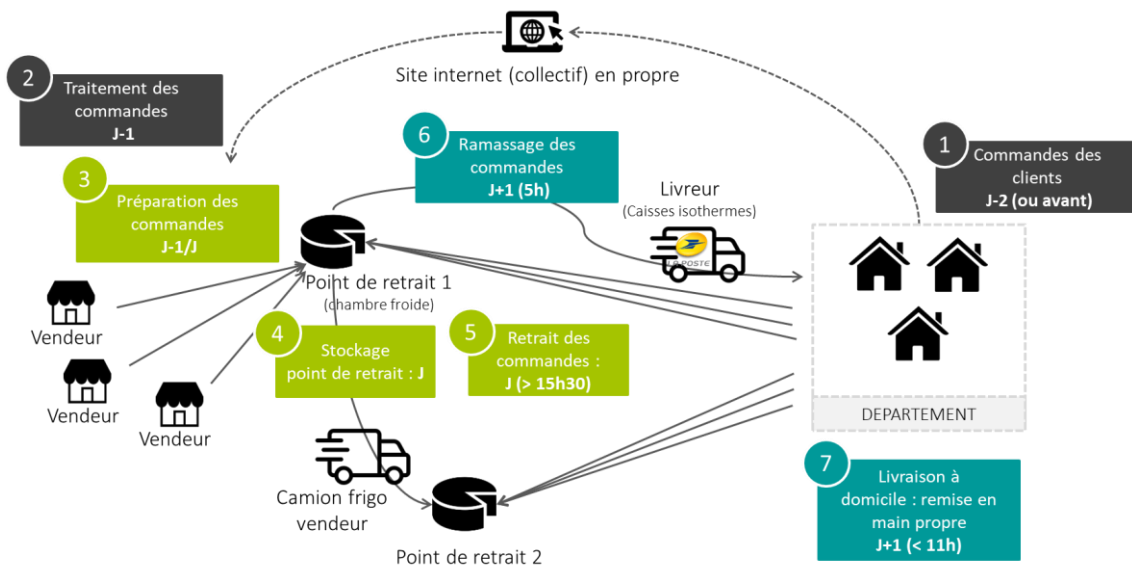 Site internet (collectif) en propre
2
Traitement des
commandes
J-1
6
Ramassage des
commandes
J+1 (5h)
1
Commandes des
clients
J-2 (ou avant)
3
Préparation des
commandes
J-1/J
Livreur
(Caisses isothermes)
LA POSTE
Point de retrait 1
(chambre froide)
Vendeur
Vendeur
Vendeur
4
Stockage
point de retrait : J
5
Retrait des
commandes :
J (> 15h30)
DEPARTEMENT
Camion frigo
vendeur
Point de retrait 2
7
Livraison à
domicile : remise en
main propre
J+1 (< 11h)